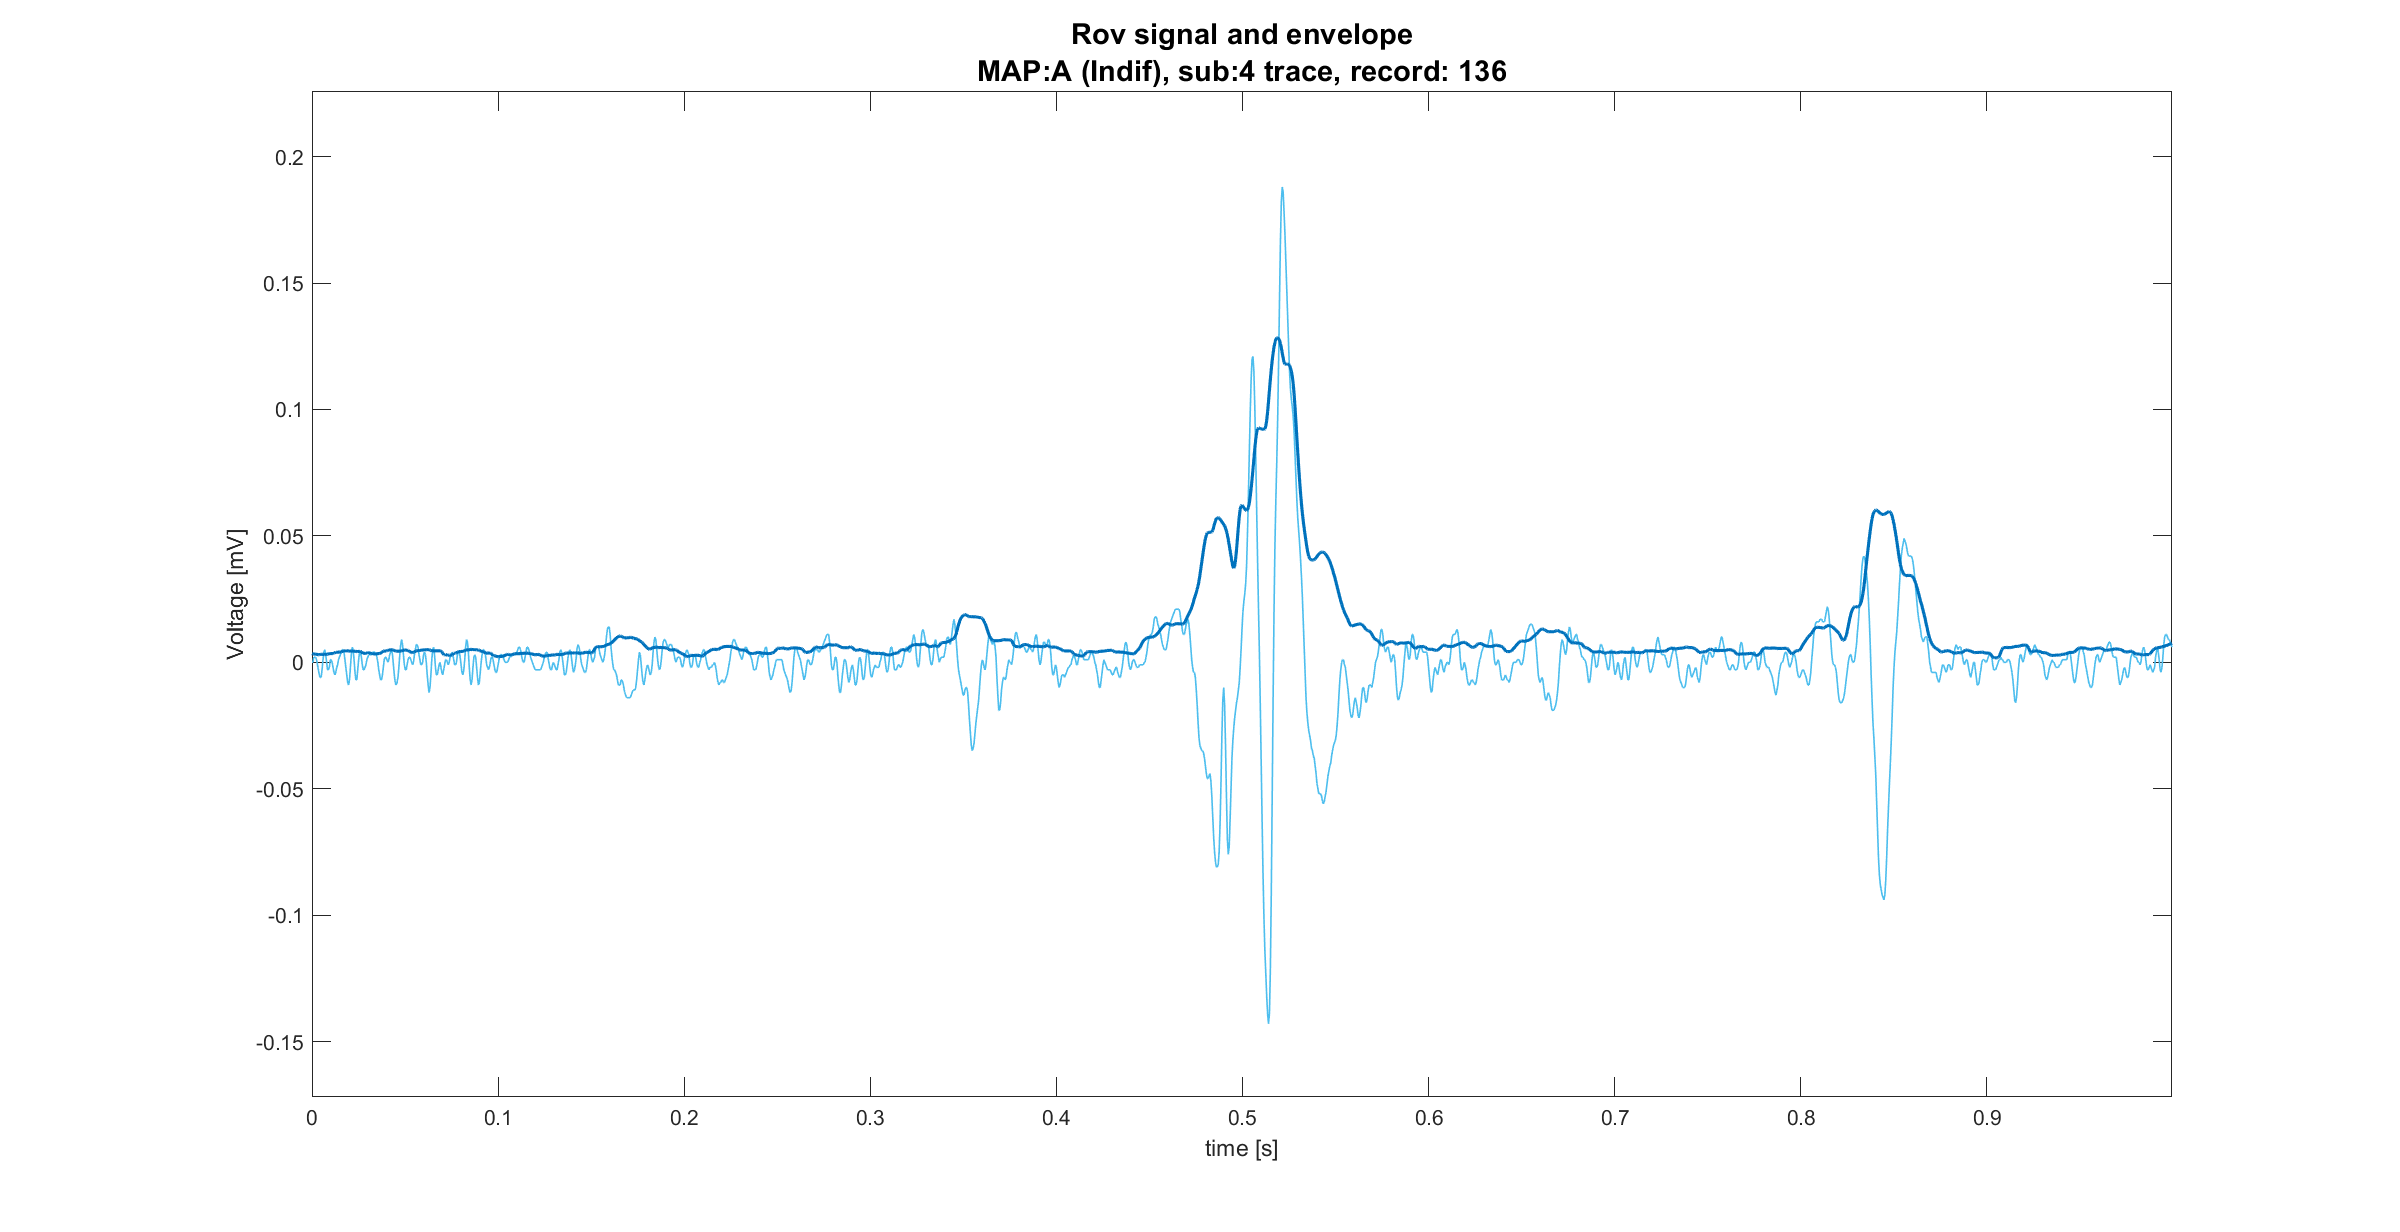 Rov signal and envelope
MAP:A (Indif), sub:4 trace, record: 136
0.2
0.15
0.1
0.05
0
-0.05
-0.1
-0.15
Voltage [mV]
0 0.1 0.2 0.3 0.4 0.5 0.6 0.7 0.8 0.9
time [s]